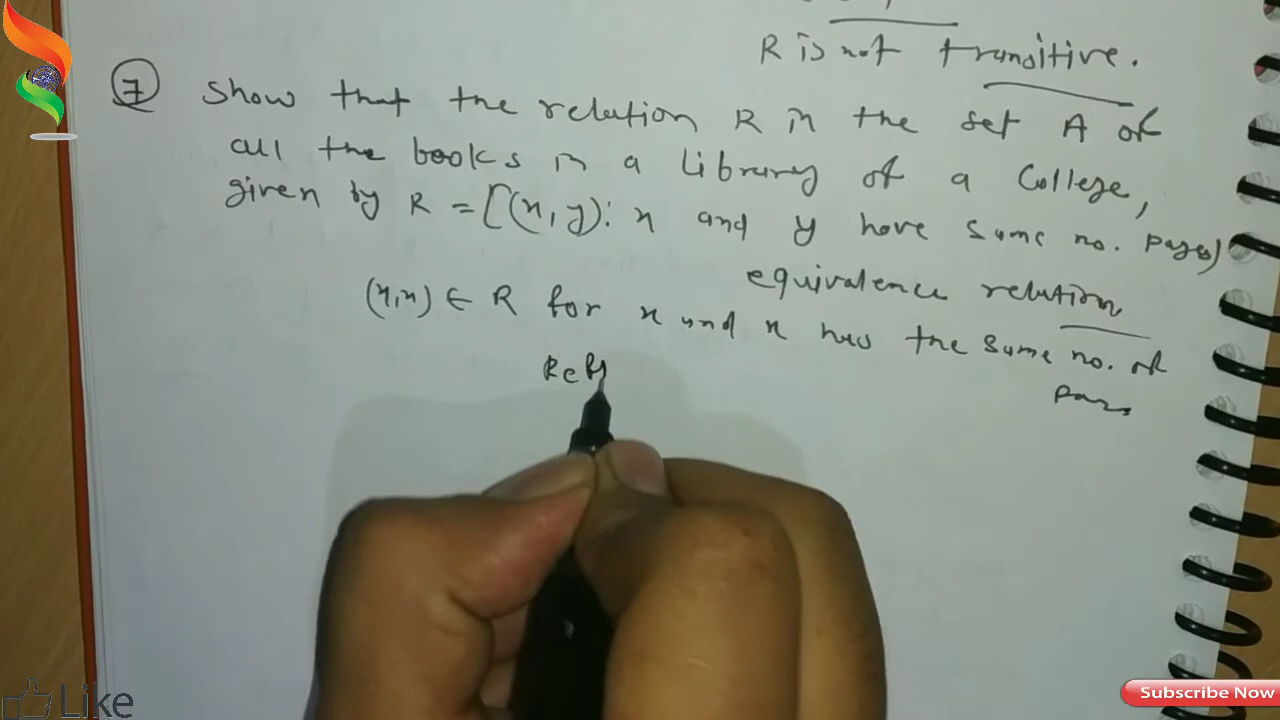 R is not transitive.
7 Show that the relation R in the set A of
all the books in a library of a College,
given by R = [(x, y): x and y have same no. pages)
equivalence relation
(x,x) ∈ R for x and x has the same no. of
pages
Refl
Like
Subscribe Now